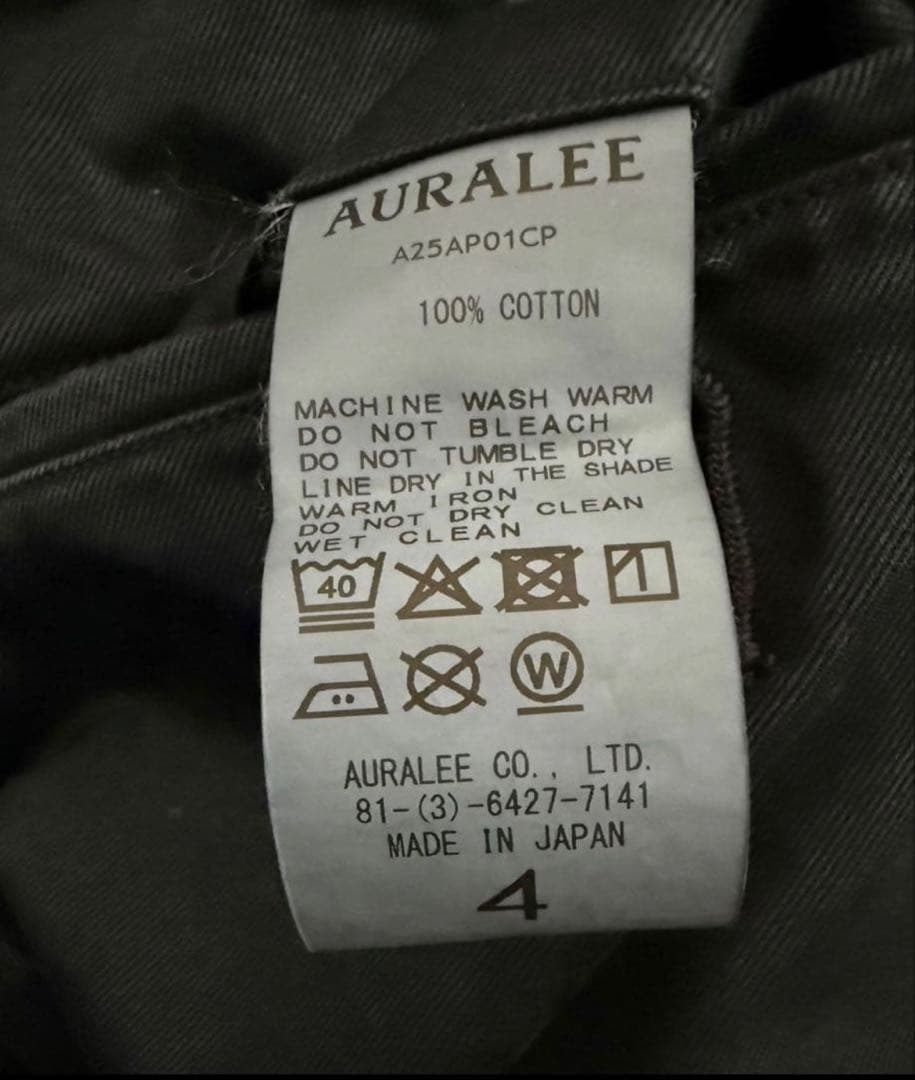 AURALEE
A25AP01CP
100% COTTON
MACHINE WASH WARM
DO NOT BLEACH
DO NOT TUMBLE DRY
LINE DRY IN THE SHADE
WARM IRON
DO NOT DRY CLEAN
WET CLEAN
40
W
AURALEE CO., LTD.
81-(3)-6427-7141
MADE IN JAPAN
4